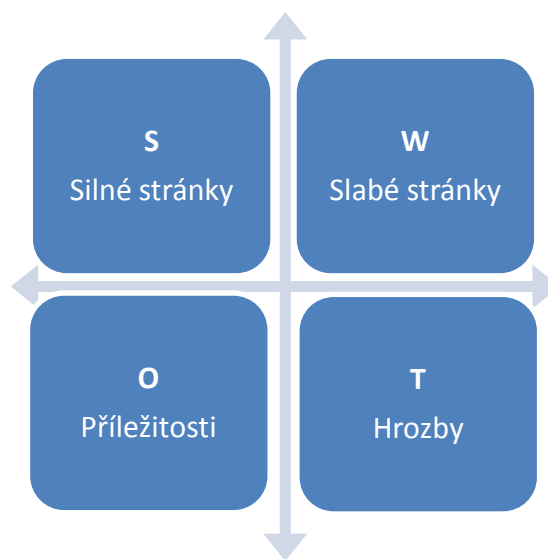 S
Silné stránky
W
Slabé stránky
O
Příležitosti
T
Hrozby